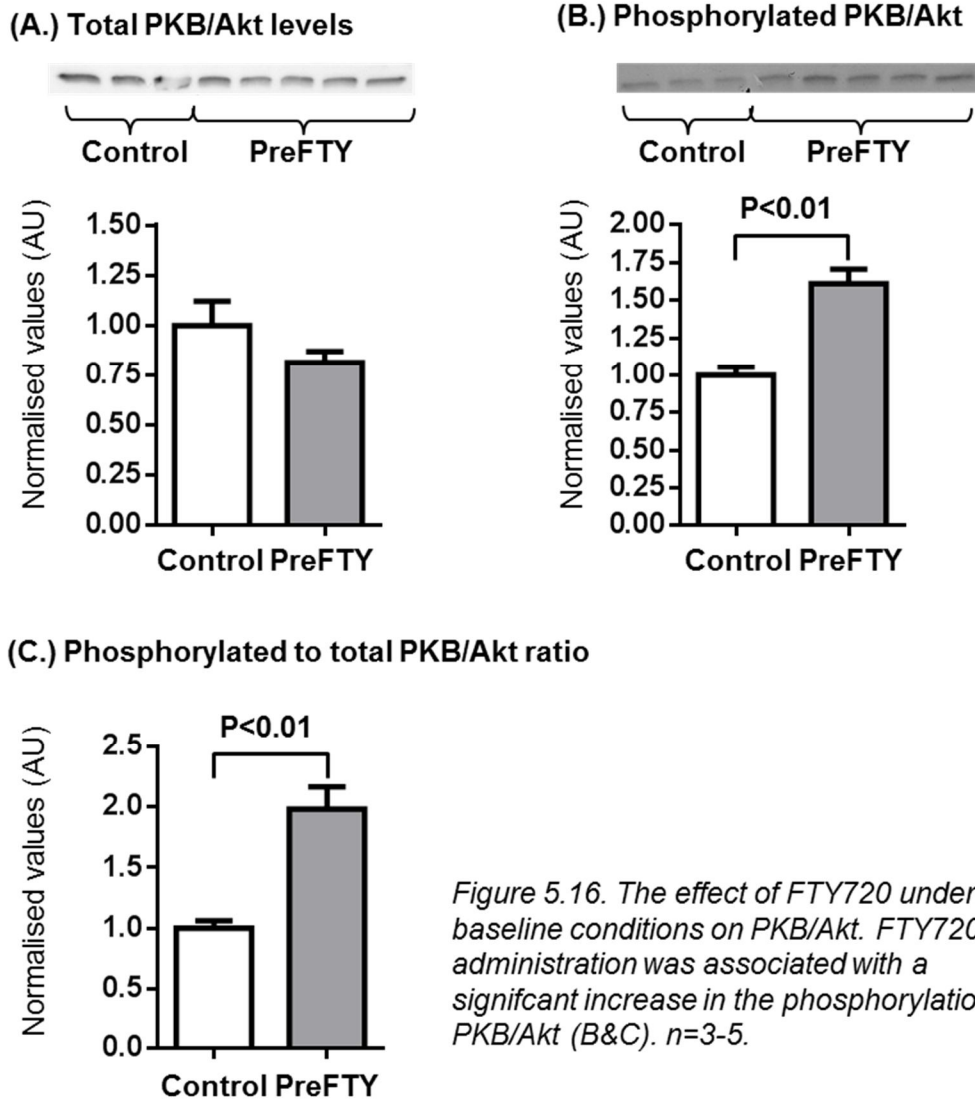 (A.) Total PKB/Akt levels
(B.) Phosphorylated PKB/Akt
Control PreFTY
Control PreFTY
Normalised values (AU)
1.50
1.25
1.00
0.75
0.50
0.25
0.00
Control PreFTY
Normalised values (AU)
P<0.01
2.00
1.75
1.50
1.25
1.00
0.75
0.50
0.25
0.00
Control PreFTY
(C.) Phosphorylated to total PKB/Akt ratio
Normalised values (AU)
P<0.01
2.5
2.0
1.5
1.0
0.5
0.0
Control PreFTY
Figure 5.16. The effect of FTY720 under
baseline conditions on PKB/Akt. FTY720
administration was associated with a
signifcant increase in the phosphorylatio
PKB/Akt (B&C). n=3-5.